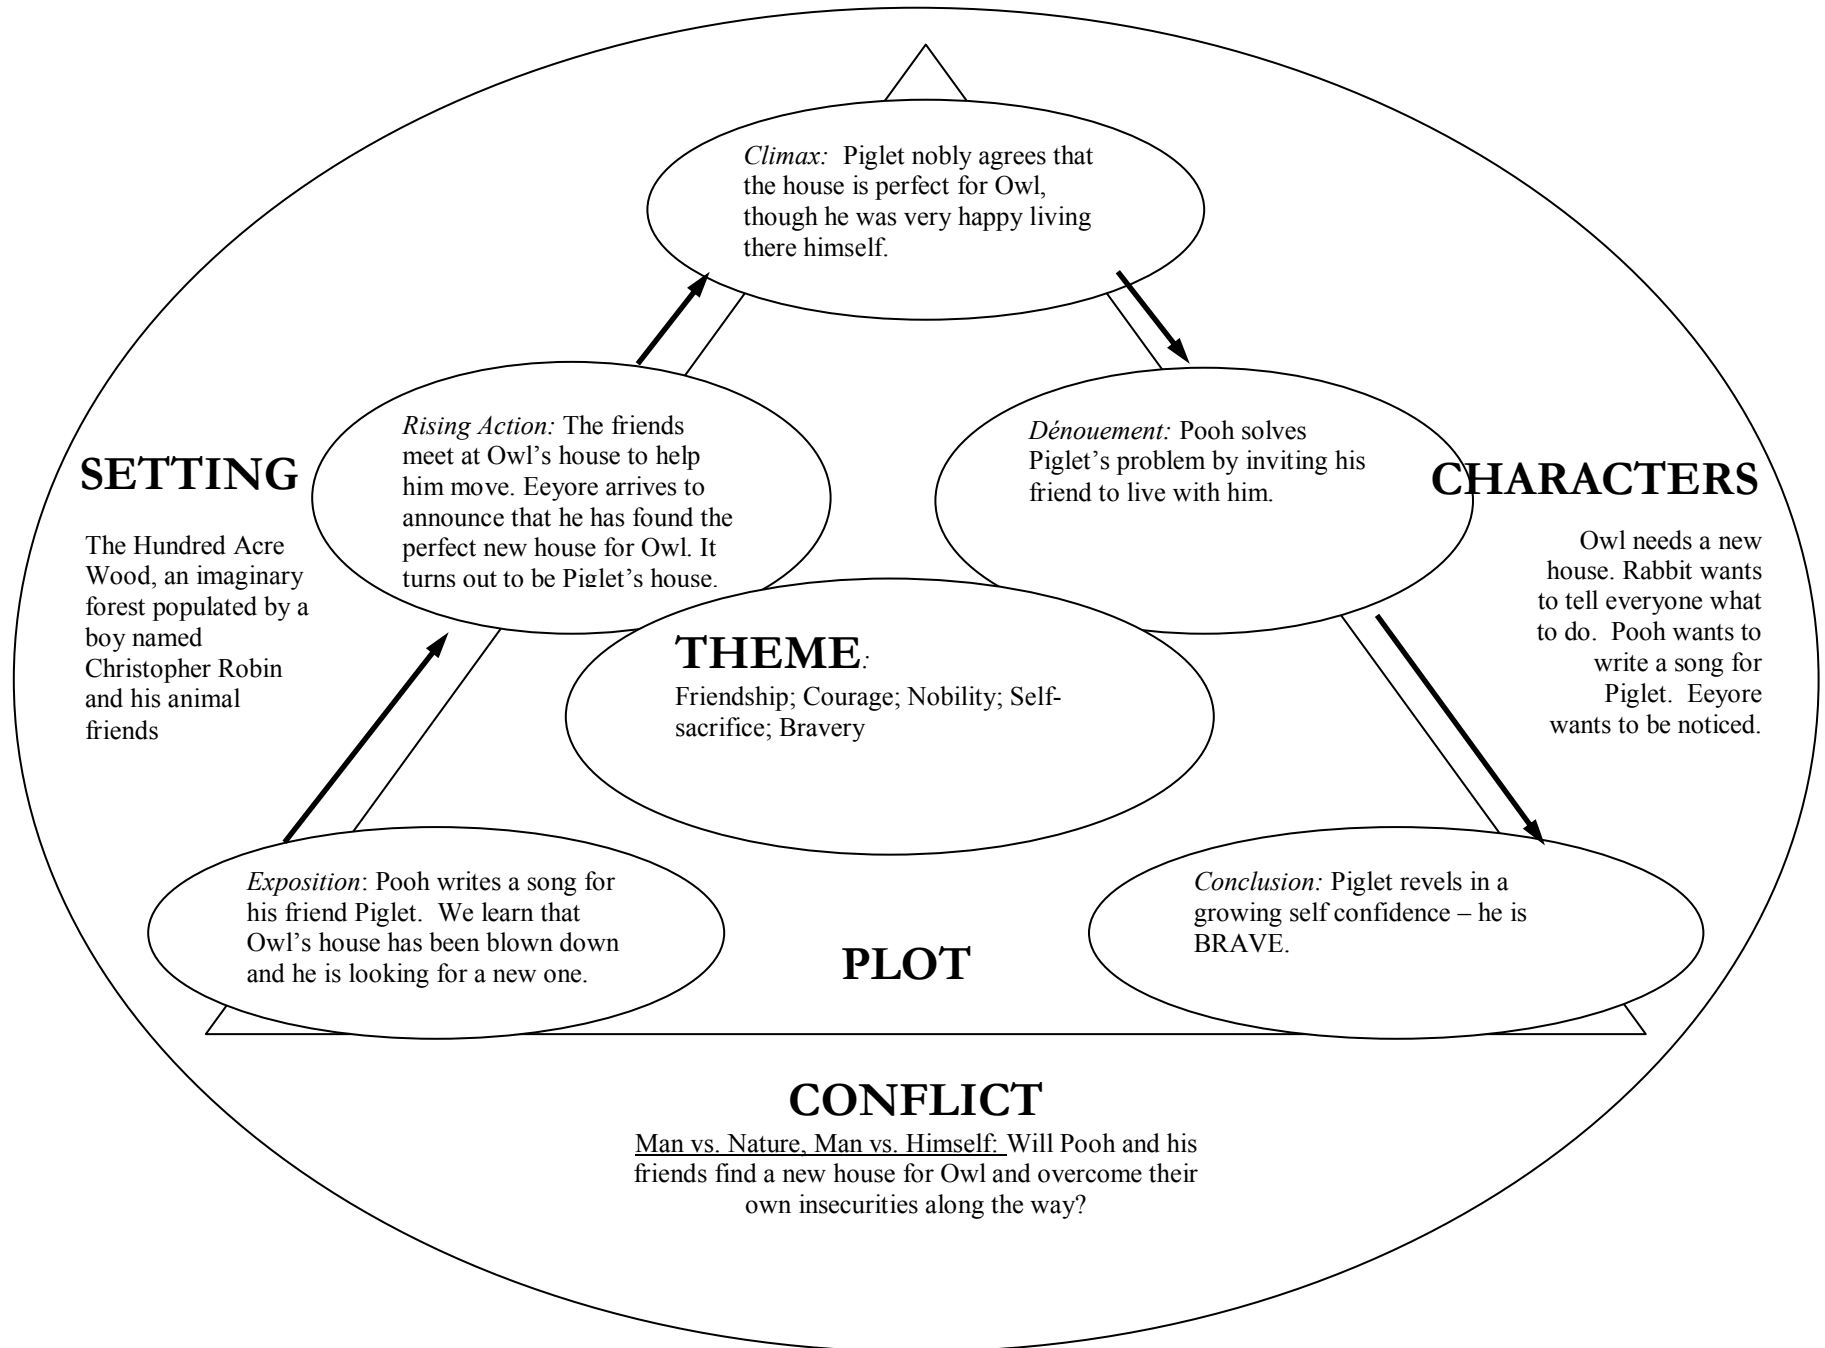 Climax: Piglet nobly agrees that
the house is perfect for Owl,
though he was very happy living
there himself.
SETTING
The Hundred Acre
Wood, an imaginary
forest populated by a
boy named
Christopher Robin
and his animal
friends
Rising Action: The friends
meet at Owl's house to help
him move. Eeyore arrives to
announce that he has found the
perfect new house for Owl. It
turns out to be Piglet's house.
Dénouement: Pooh solves
Piglet's problem by inviting his
friend to live with him.
CHARACTERS
Owl needs a new
house. Rabbit wants
to tell everyone what
to do.  Pooh wants to
write a song for
Piglet.  Eeyore
wants to be noticed.
THEME:
Friendship; Courage; Nobility; Self-
sacrifice; Bravery
Exposition: Pooh writes a song for
his friend Piglet.  We learn that
Owl's house has been blown down
and he is looking for a new one.
PLOT
Conclusion: Piglet revels in a
growing self confidence – he is
BRAVE.
CONFLICT
Man vs. Nature, Man vs. Himself: Will Pooh and his
friends find a new house for Owl and overcome their
own insecurities along the way?